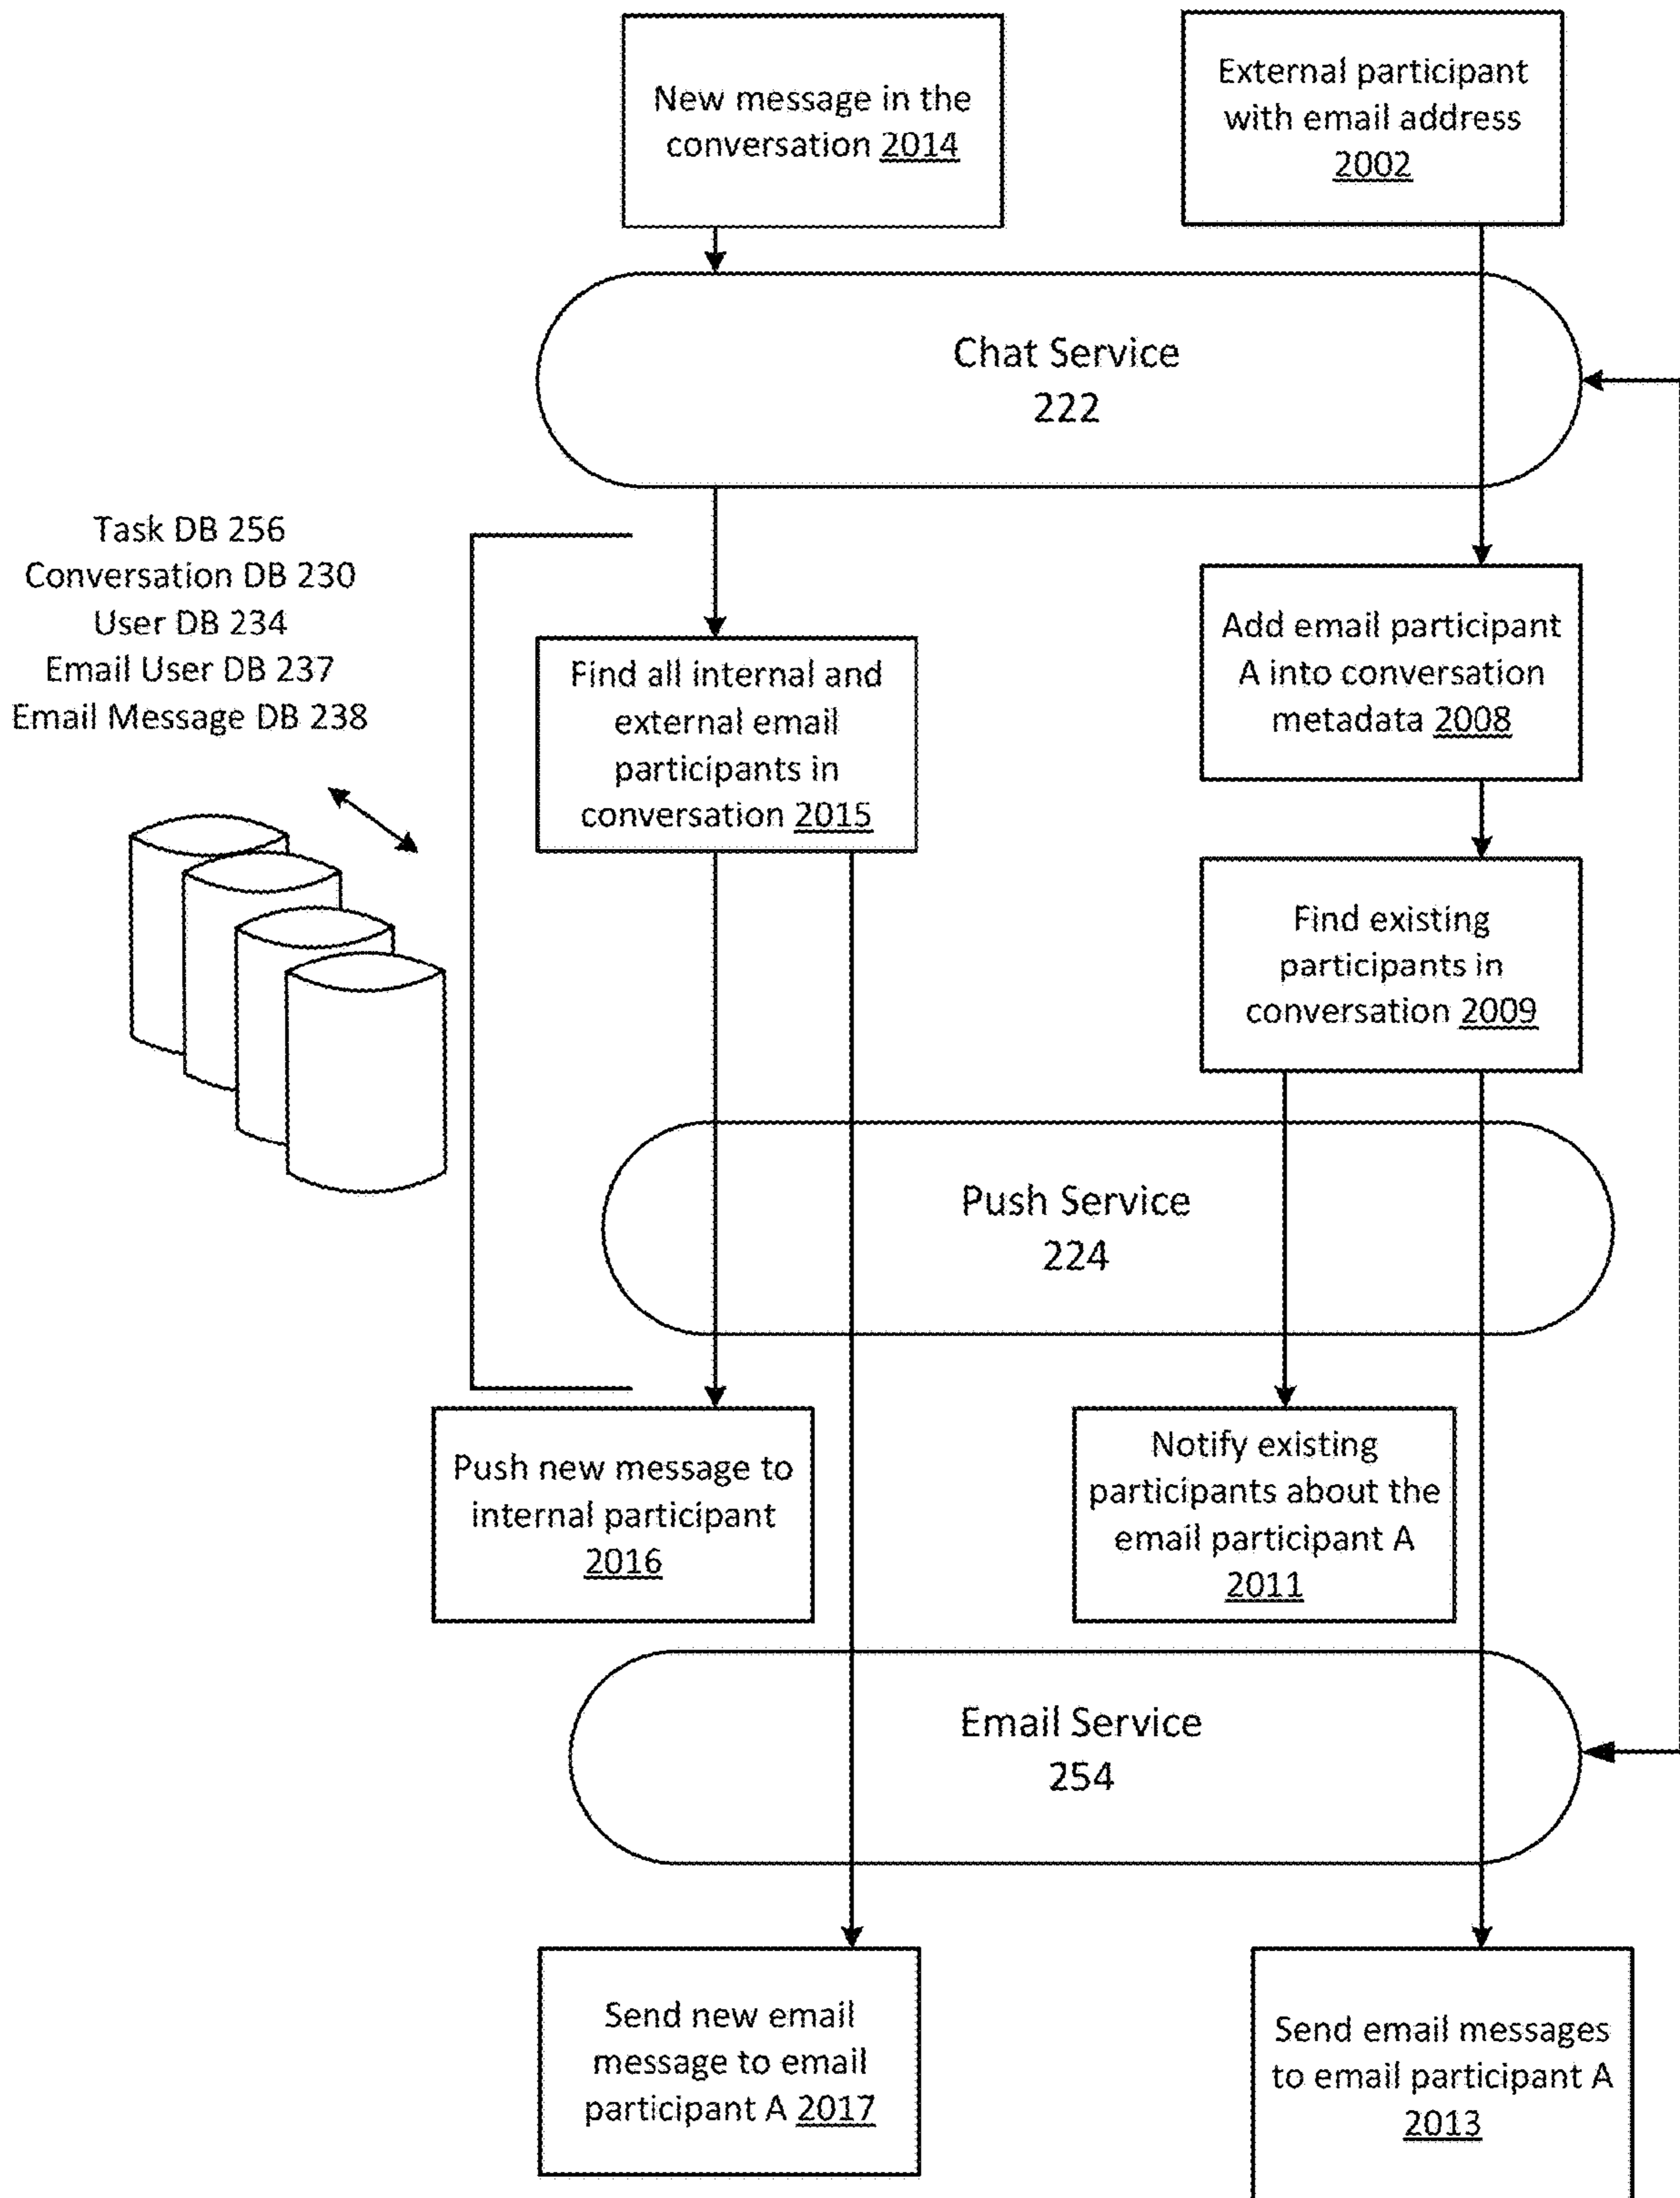 New message in the
conversation 2014
External participant
with email address
2002
Chat Service
222
Task DB 256
Conversation DB 230
User DB 234
Email User DB 237
Email Message DB 238
Find all internal and
external email
participants in
conversation 2015
Add email participant
A into conversation
metadata 2008
Find existing
participants in
conversation 2009
Push Service
224
Push new message to
internal participant
2016
Notify existing
participants about the
email participant A
2011
Email Service
254
Send new email
message to email
participant A 2017
Send email messages
to email participant A
2013